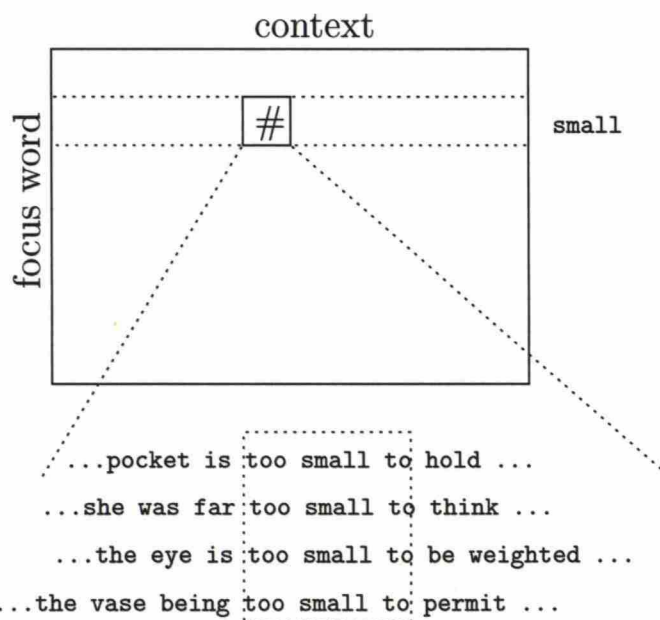 context
focus word
#
small
...pocket is too small to hold ...
...she was far too small to think ...
...the eye is too small to be weighted ...
...the vase being too small to permit ...